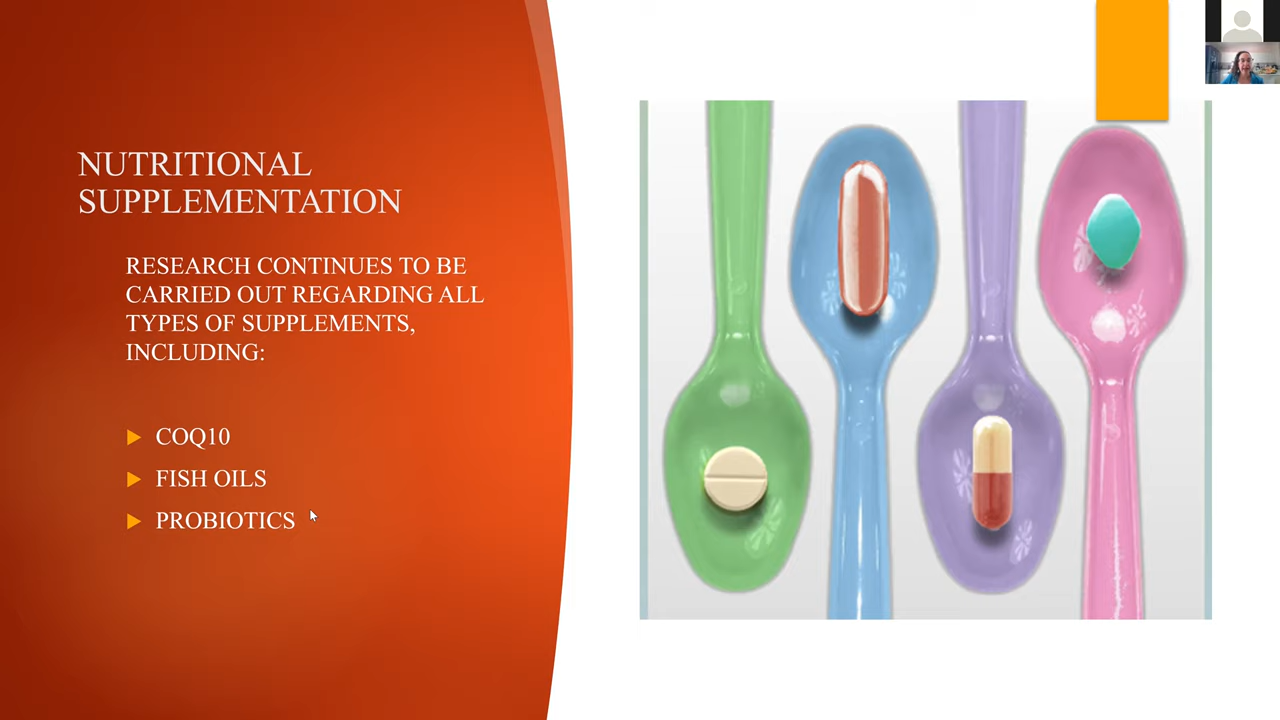 NUTRITIONAL
SUPPLEMENTATION
RESEARCH CONTINUES TO BE
CARRIED OUT REGARDING ALL
TYPES OF SUPPLEMENTS,
INCLUDING:
COQ10
FISH OILS
PROBIOTICS